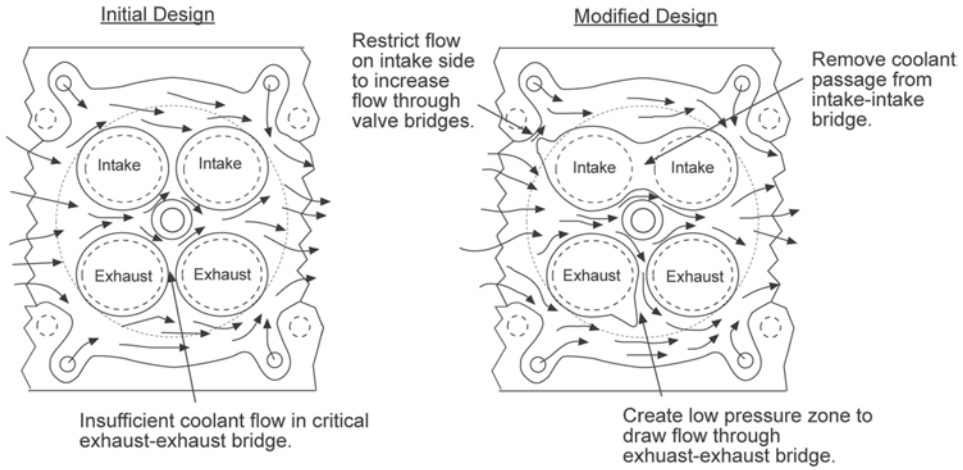 Initial Design
Modified Design
Restrict flow
on intake side
to increase
flow through
valve bridges.
Remove coolant
passage from
intake-intake
bridge.
Intake
Intake
Exhaust
Exhaust
Intake
Intake
Exhaust
Exhaust
Insufficient coolant flow in critical
exhaust-exhaust bridge.
Create low pressure zone to
draw flow through
exhuast-exhaust bridge.